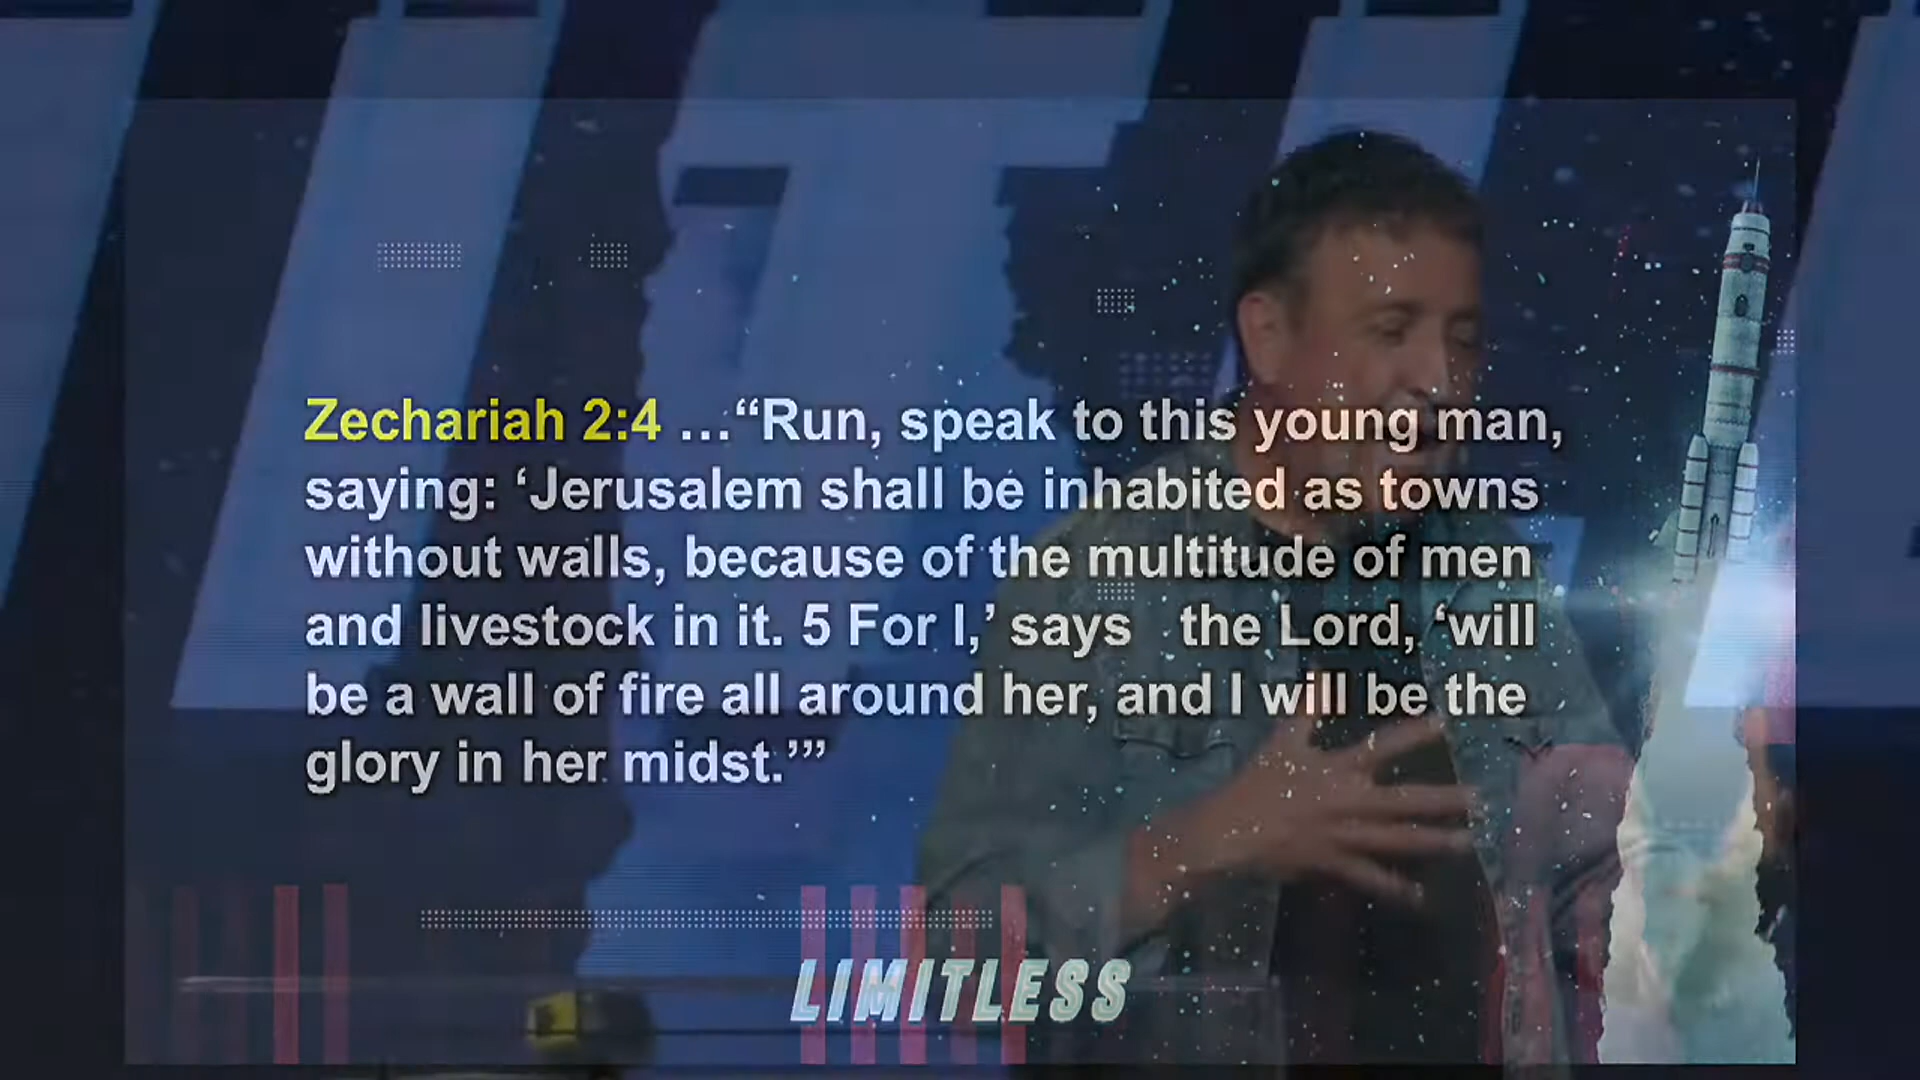 Zechariah 2:4 …“Run, speak to this young man,
saying: ‘Jerusalem shall be inhabited as towns
without walls, because of the multitude of men
and livestock in it. 5 For I,’ says the Lord, ‘will
be a wall of fire all around her, and I will be the
glory in her midst.’”
LIMITLESS